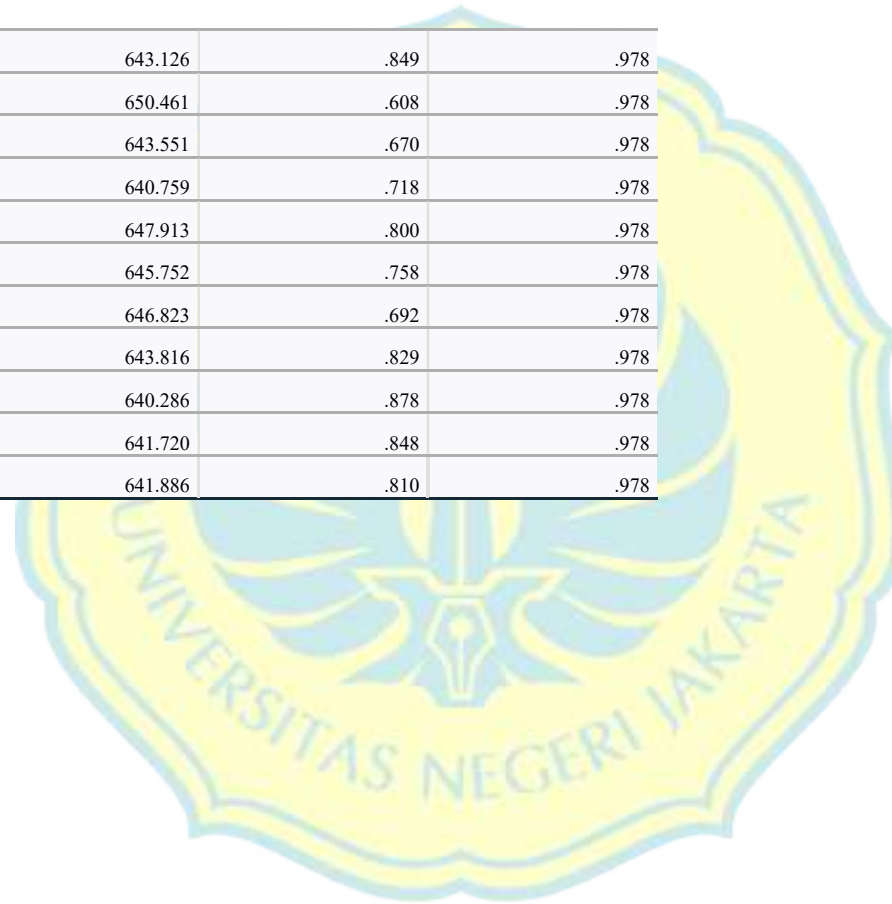 643.126 .849 .978
650.461 .608 .978
643.551 .670 .978
640.759 .718 .978
647.913 .800 .978
645.752 .758 .978
646.823 .692 .978
643.816 .829 .978
640.286 .878 .978
641.720 .848 .978
641.886 .810 .978
UNIVERSITAS NEGERI JAKARTA